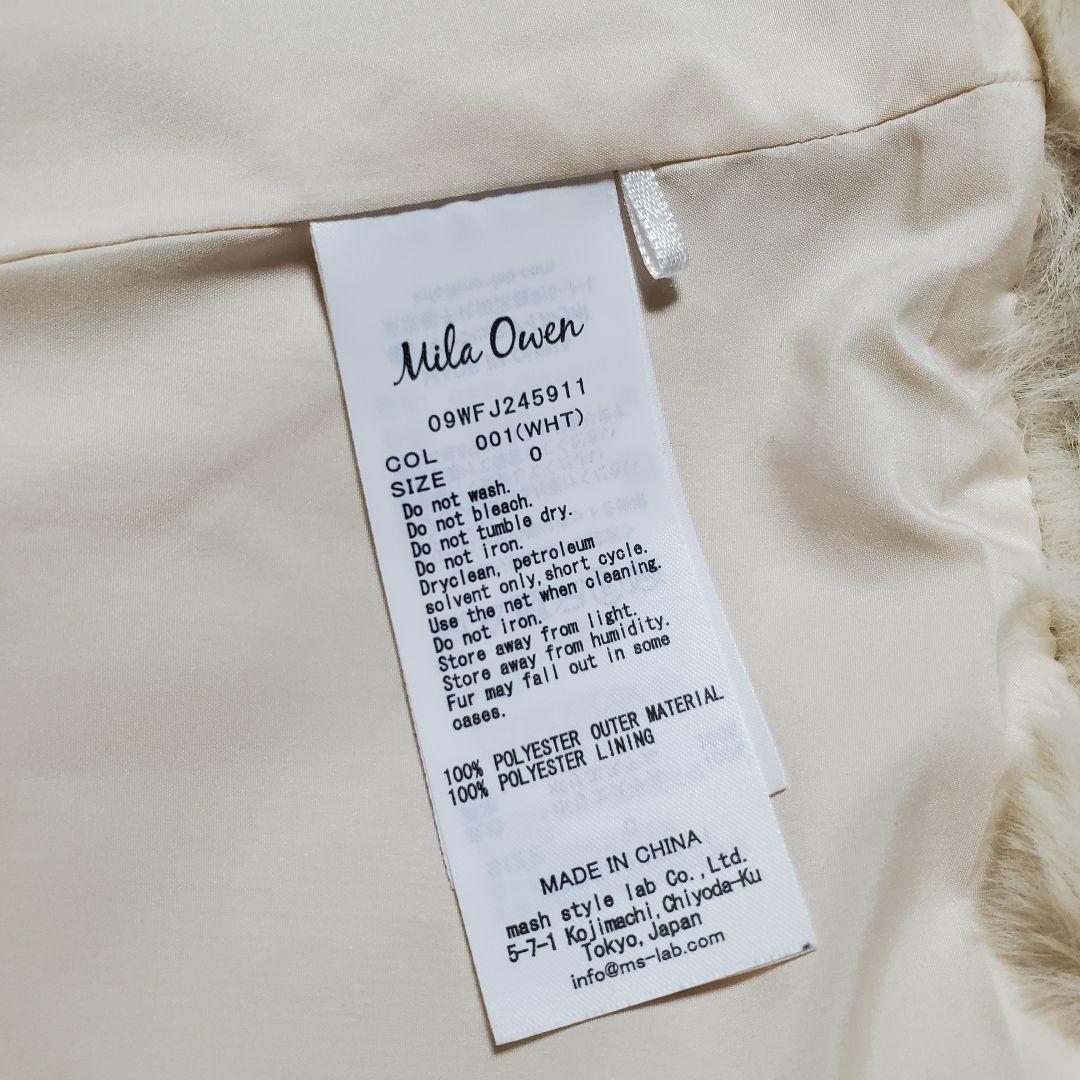 Mila Owen
09WFJ245911
COL 001(WHT)
SIZE 0
Do not wash.
Do not bleach.
Do not tumble dry.
Do not iron.
Dryclean, petroleum
solvent only,short cycle.
Use the net when cleaning.
Do not iron.
Store away from light.
Store away from humidity.
Fur may fall out in some
cases.
100% POLYESTER OUTER MATERIAL
100% POLYESTER LINING
MADE IN CHINA
mash style lab Co.,Ltd.
5-7-1 Kojimachi,Chiyoda-Ku
Tokyo,Japan
info@ms-lab.com